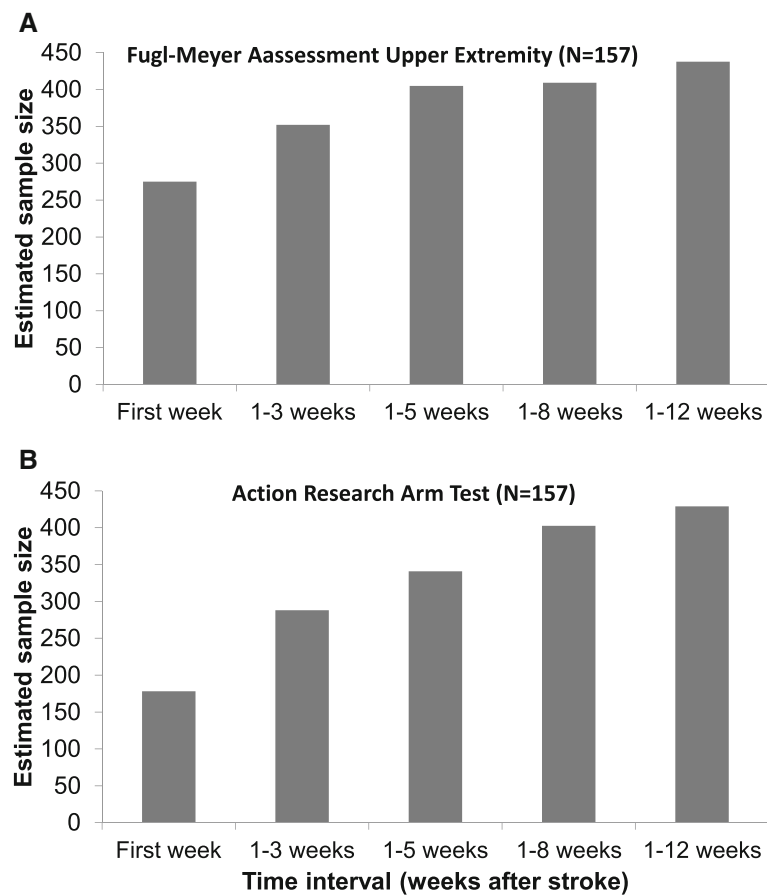 A
Fugl-Meyer Aassessment Upper Extremity (N=157)
Estimated sample size
450
400
350
300
250
200
150
100
50
0
First week 1-3 weeks 1-5 weeks 1-8 weeks 1-12 weeks
B
Action Research Arm Test (N=157)
Estimated sample size
450
400
350
300
250
200
150
100
50
0
First week 1-3 weeks 1-5 weeks 1-8 weeks 1-12 weeks
Time interval (weeks after stroke)